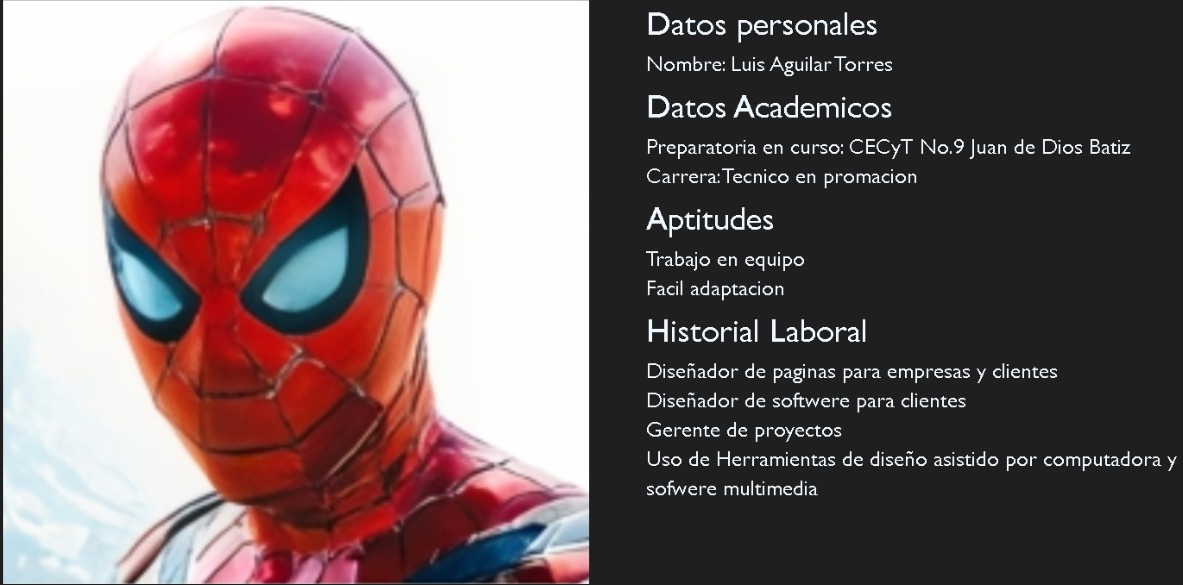 Datos personales
Nombre: Luis Aguilar Torres
Datos Academicos
Preparatoria en curso: CECyT No.9 Juan de Dios Batiz
Carrera: Tecnico en promacion
Aptitudes
Trabajo en equipo
Facil adaptacion
Historial Laboral
Diseñador de paginas para empresas y clientes
Diseñador de softwere para clientes
Gerente de proyectos
Uso de Herramientas de diseño asistido por computadora y
sofwere multimedia